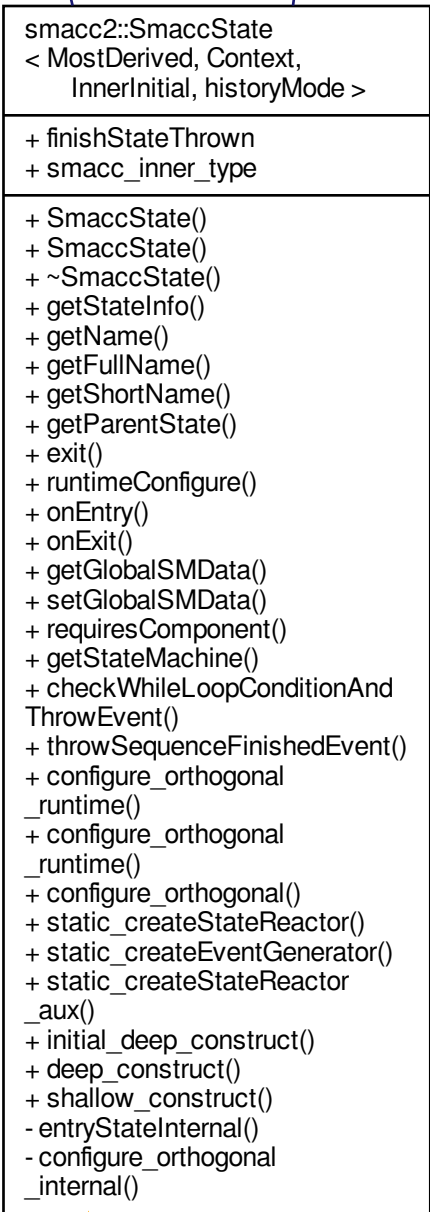 smacc2::SmaccState
< MostDerived, Context,
InnerInitial, historyMode >
+ finishStateThrown
+ smacc_inner_type
+ SmaccState()
+ SmaccState()
+ ~SmaccState()
+ getStateInfo()
+ getName()
+ getFullName()
+ getShortName()
+ getParentState()
+ exit()
+ runtimeConfigure()
+ onEntry()
+ onExit()
+ getGlobalSMData()
+ setGlobalSMData()
+ requiresComponent()
+ getStateMachine()
+ checkWhileLoopConditionAnd
ThrowEvent()
+ throwSequenceFinishedEvent()
+ configure_orthogonal
_runtime()
+ configure_orthogonal
_runtime()
+ configure_orthogonal()
+ static_createStateReactor()
+ static_createEventGenerator()
+ static_createStateReactor
_aux()
+ initial_deep_construct()
+ deep_construct()
+ shallow_construct()
- entryStateInternal()
- configure_orthogonal
_internal()